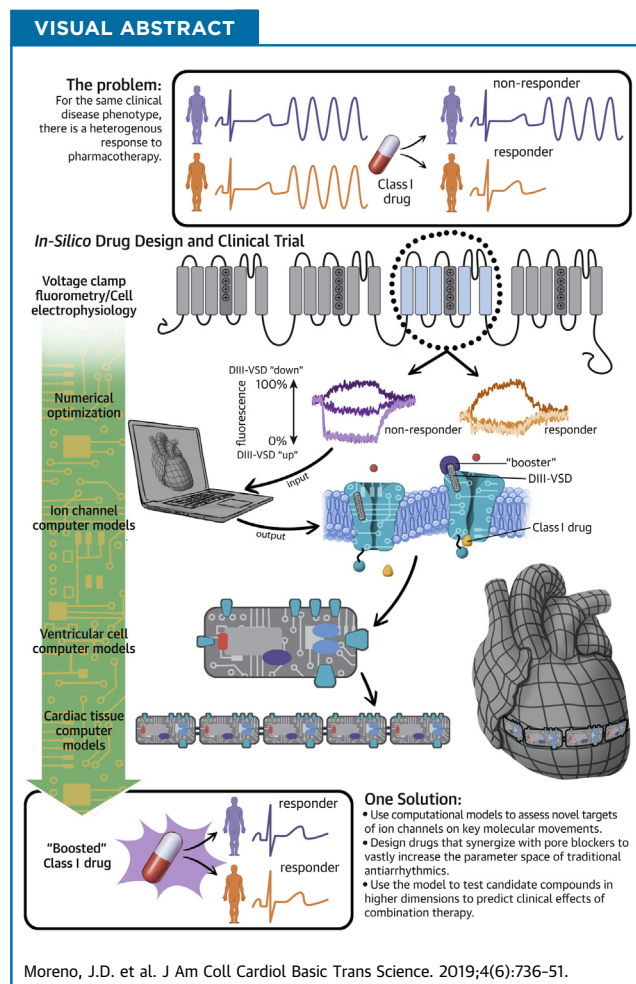 VISUAL ABSTRACT
The problem:
For the same clinical
disease phenotype,
there is a heterogenous
response to
pharmacotherapy.
non-responder
Class I
drug
responder
In-Silico Drug Design and Clinical Trial
Voltage clamp
fluorometry/Cell
electrophysiology
Numerical
optimization
DIII-VSD "down"
100%
fluorescence
0%
DIII-VSD "up"
non-responder
responder
input
output
"booster"
DIII-VSD
Class I drug
Ion channel
computer models
Ventricular cell
computer models
Cardiac tissue
computer
models
"Boosted"
Class I drug
responder
responder
One Solution:
• Use computational models to assess novel targets
of ion channels on key molecular movements.
• Design drugs that synergize with pore blockers to
vastly increase the parameter space of traditional
antiarrhythmics.
• Use the model to test candidate compounds in
higher dimensions to predict clinical effects of
combination therapy.
Moreno, J.D. et al. J Am Coll Cardiol Basic Trans Science. 2019;4(6):736–51.